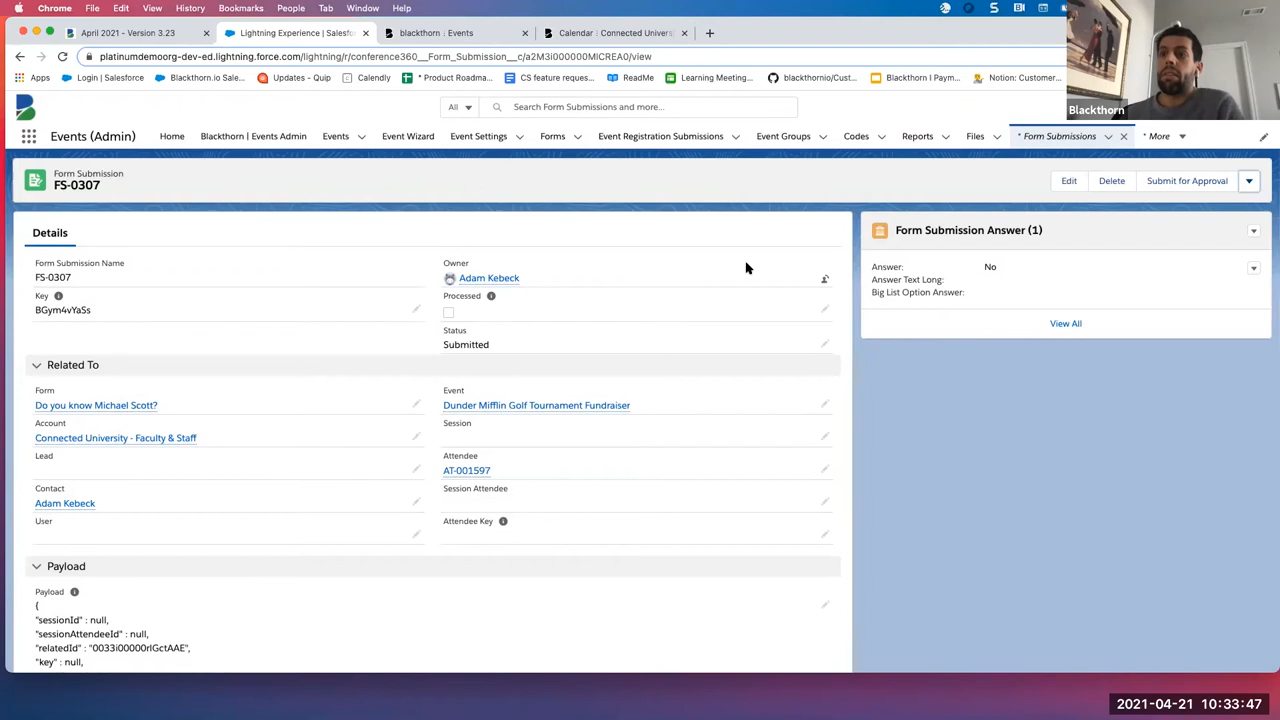 Chrome File Edit View History Bookmarks People Tab Window Help
April 2021 - Version 3.23
Lightning Experience | Salesfo
blackthorn | Events
Calendar | Connected Univers
platinumdemoorg-dev-ed.lightning.force.com/lightning/r/conference360__Form_Submission__c/a2M3i000000MlCREA0/view
Apps Login | Salesforce Blackthorn.io Sales... Updates - Quip Calendly * Product Roadma... CS feature reques... ReadMe Learning Meeting... blackthornio/Cust... Blackthorn | Paym... Notion: Customer...
Blackthorn
All
Search Form Submissions and more...
Events (Admin)
Home Blackthorn | Events Admin Events Event Wizard Event Settings Forms Event Registration Submissions Event Groups Codes Reports Files * Form Submissions * More
Form Submission
FS-0307
Edit Delete Submit for Approval
Details
Form Submission Name
FS-0307
Owner
Adam Kebeck
Key
BGym4vYaSs
Processed
Status
Submitted
Related To
Form
Do you know Michael Scott?
Event
Dunder Mifflin Golf Tournament Fundraiser
Account
Connected University - Faculty & Staff
Session
Lead
Attendee
AT-001597
Contact
Adam Kebeck
Session Attendee
User
Attendee Key
Payload
Payload
{
"sessionId" : null,
"sessionAttendeeId" : null,
"relatedId" : "0033i00000rlGctAAE",
"key" : null,
Form Submission Answer (1)
Answer: No
Answer Text Long:
Big List Option Answer:
View All
2021-04-21 10:33:47